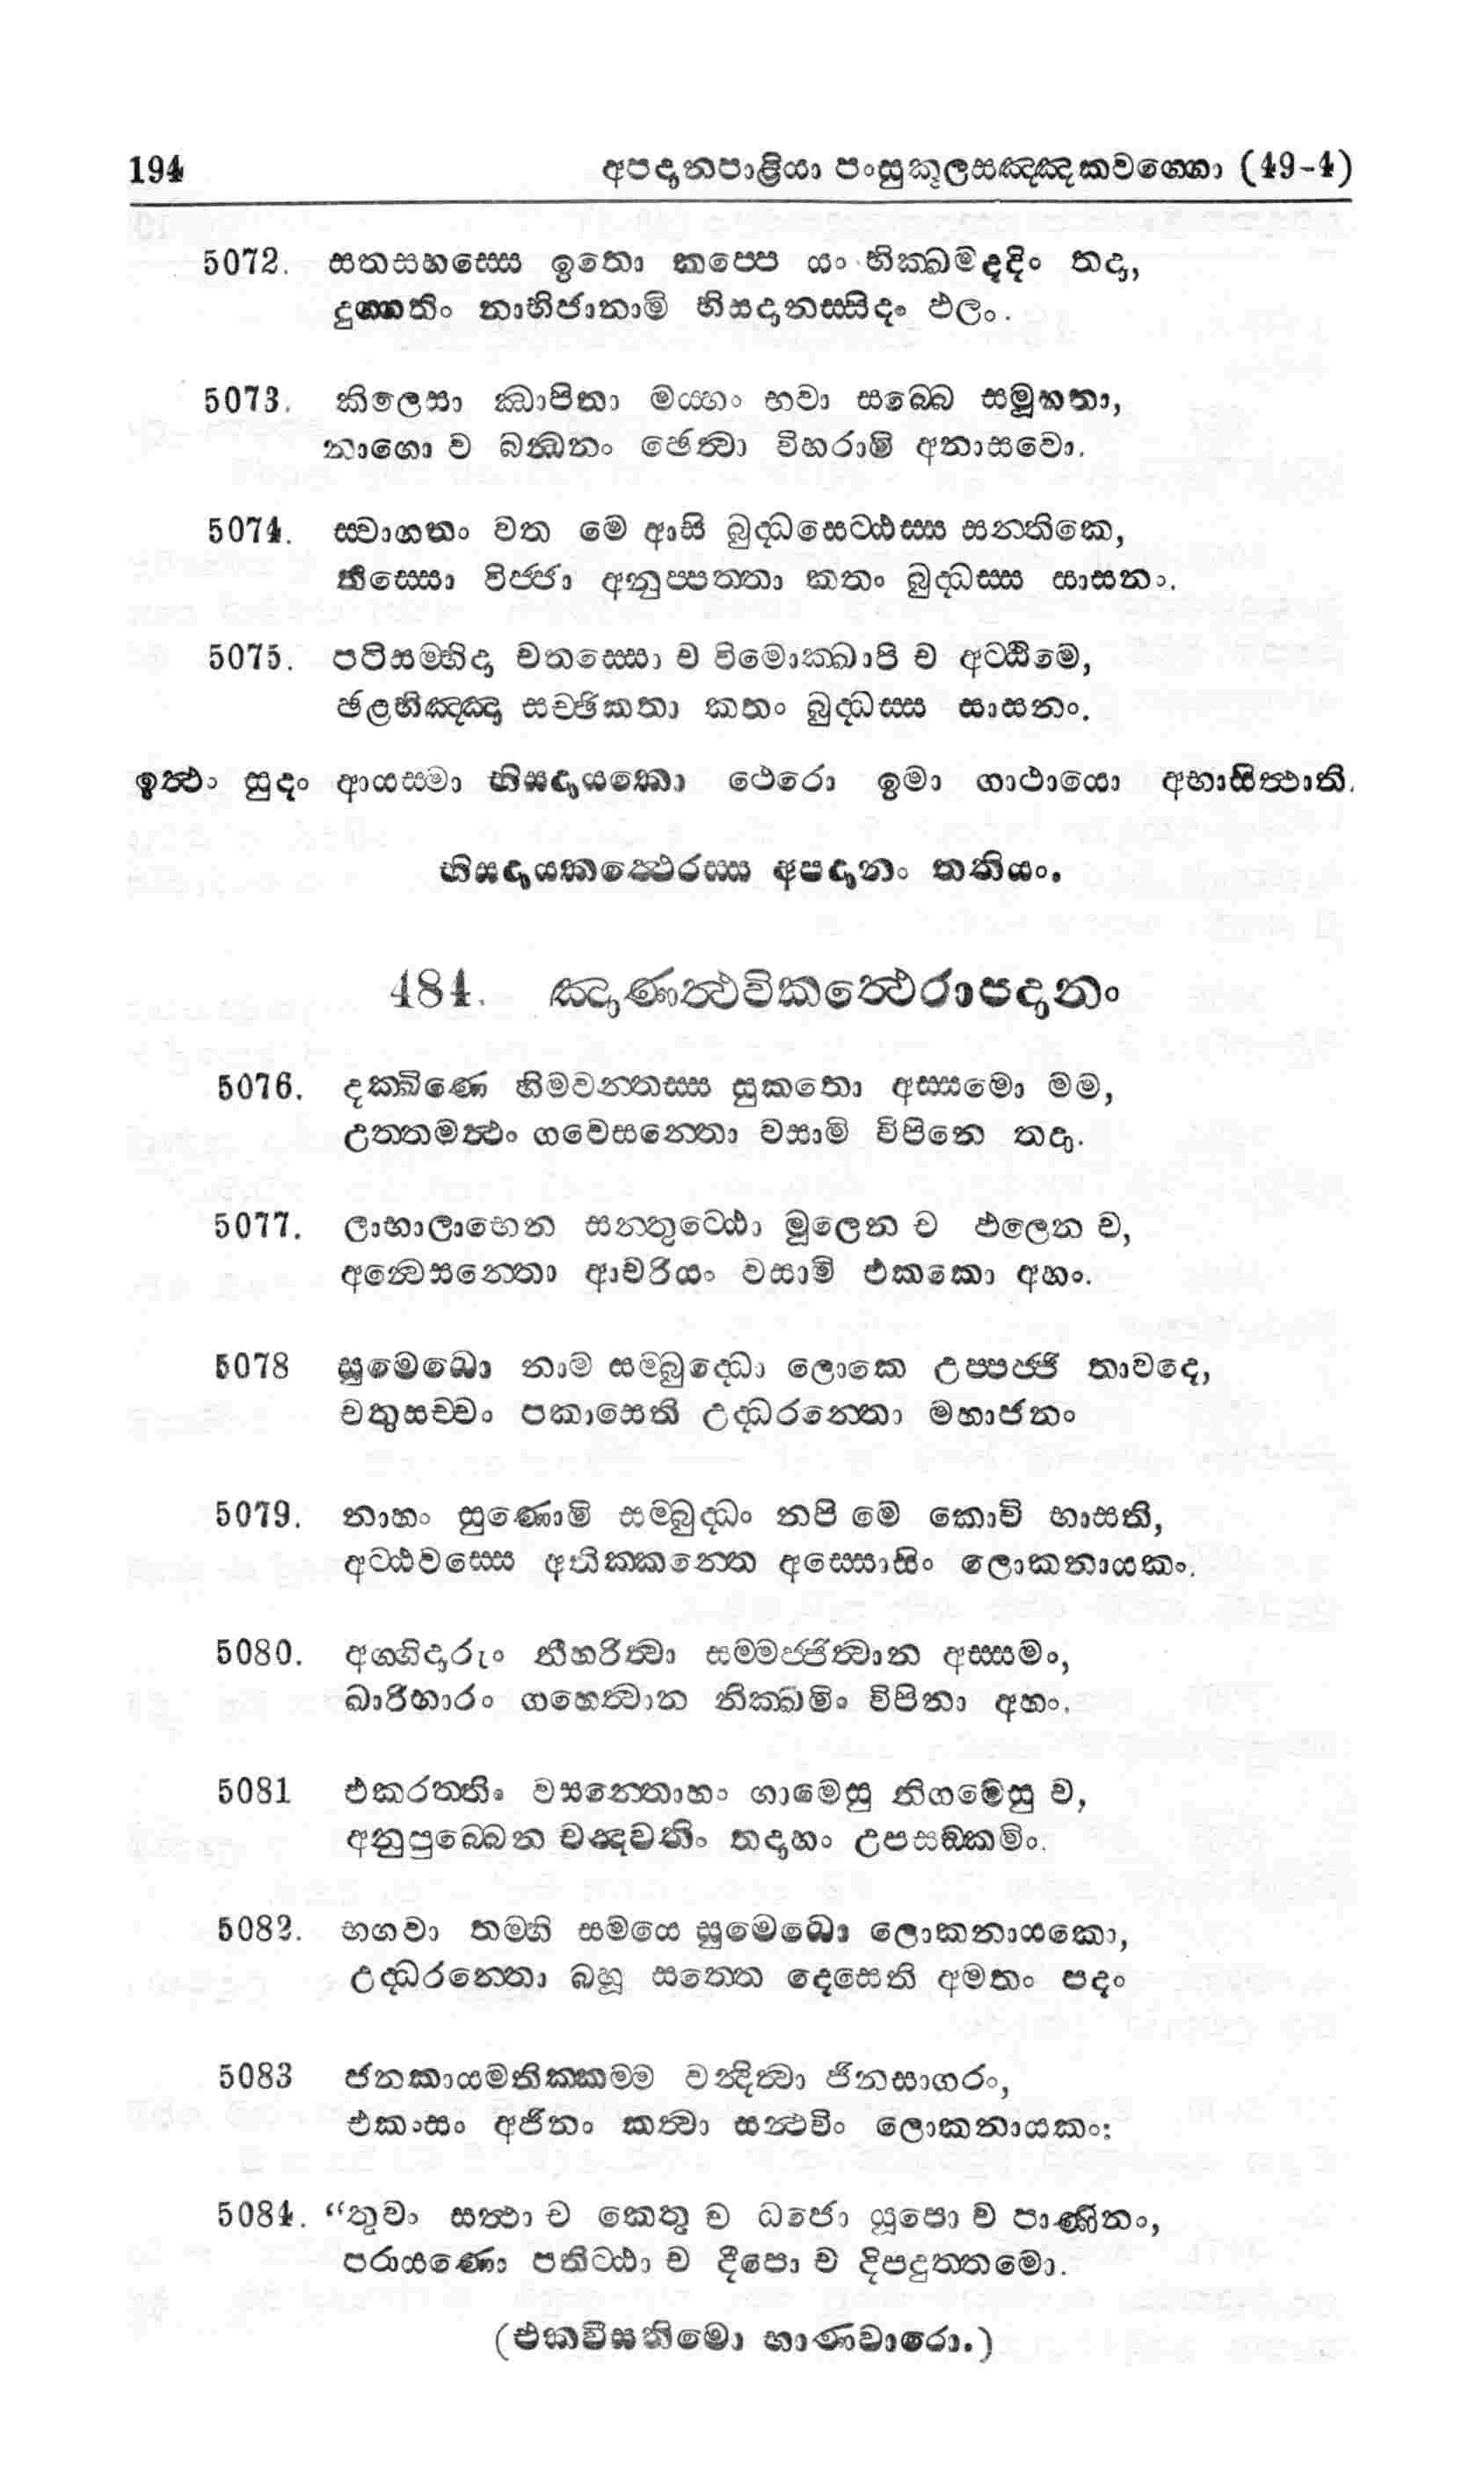 194 අපදානපාළියා පංසුකූලසඤ්ඤකවග්ගො (49-4)
5072. සතසහස්සෙ ඉතො කප්පෙ යං භික්ඛමදදිං තදා,
දුග්ගතිං නාභිජානාමි භිසදානස්සිදං ඵලං.
5073. කිලෙසා ඣාපිතා මය්හං භවා සබ්බෙ සමූහතා,
නාගො ව බන්ධනං ඡෙත්වා විහරාමි අනාසවො.
5074. ස්වාගතං වත මෙ ආසි බුද්ධසෙට්ඨස්ස සන්තිකෙ,
තිස්සො විජ්ජා අනුප්පත්තා කතං බුද්ධස්ස සාසනං.
5075. පටිසම්භිදා චතස්සො ච විමොක්ඛාපි ච අට්ඨිමෙ,
ඡළභිඤ්ඤා සච්ඡිකතා කතං බුද්ධස්ස සාසනං.
ඉත්ථං සුදං ආයස්මා භිසදායකො ථෙරො ඉමා ගාථායො අභාසිත්ථාති.
භිසදායකත්ථෙරස්ස අපදානං තතියං.
484. ඤාණත්ථවිකත්ථෙරාපදානං
5076. දක්ඛිණෙ හිමවන්තස්ස සුකතො අස්සමො මම,
උත්තමත්ථං ගවෙසන්තො වසාමි විපිනෙ තදා.
5077. ලාභාලාභෙන සන්තුට්ඨො මූලෙන ච ඵලෙන ච,
අන්වෙසන්තො ආචරියං වසාමි එකකො අහං.
5078 සුමෙධො නාම සම්බුද්ධො ලොකෙ උප්පජ්ජි තාවදෙ,
චතුසච්චං පකාසෙති උද්ධරන්තො මහාජනං
5079. නාහං සුණොමි සම්බුද්ධං නපි මෙ කොචි භාසති,
අට්ඨවස්සෙ අතික්කන්තෙ අස්සොසිං ලොකනායකං.
5080. අග්ගිදාරුං නීහරිත්වා සම්මජ්ජිත්වාන අස්සමං,
ඛාරිභාරං ගහෙත්වාන නික්ඛමිං විපිනා අහං.
5081 එකරත්තිං වසන්තොහං ගාමෙසු නිගමෙසු ච,
අනුපුබ්බෙන චන්දවතිං තදාහං උපසඞ්කමිං.
5082. භගවා තම්හි සමයෙ සුමෙධො ලොකනායකො,
උද්ධරන්තො බහූ සත්තෙ දෙසෙති අමතං පදං
5083 ජනකායමතික්කම්ම වන්දිත්වා ජිනසාගරං,
එකංසං අජිනං කත්වා සන්ථවිං ලොකනායකං:
5084. “තුවං සත්ථා ච කෙතු ච ධජො යූපො ච පාණිනං,
පරායණො පතිට්ඨා ච දීපො ච දිපදුත්තමො.
(එකවීසතිමො භාණවාරො.)